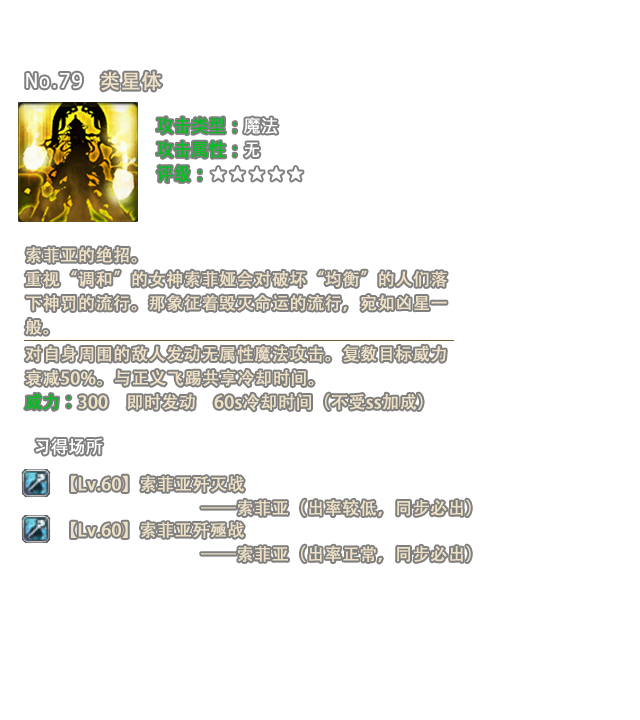 No.79 类星体
攻击类型：魔法
攻击属性：无
评级：☆☆☆☆☆
索菲亚的绝招。
重视“调和”的女神索菲娅会对破坏“均衡”的人们落
下神罚的流行。那象征着毁灭命运的流行，宛如凶星一
般。
对自身周围的敌人发动无属性魔法攻击。复数目标威力
衰减50%。与正义飞踢共享冷却时间。
威力：300 即时发动 60s冷却时间（不受ss加成）
习得场所
【Lv.60】索菲亚歼灭战
——索菲亚（出率较低，同步必出）
【Lv.60】索菲亚歼殛战
——索菲亚（出率正常，同步必出）